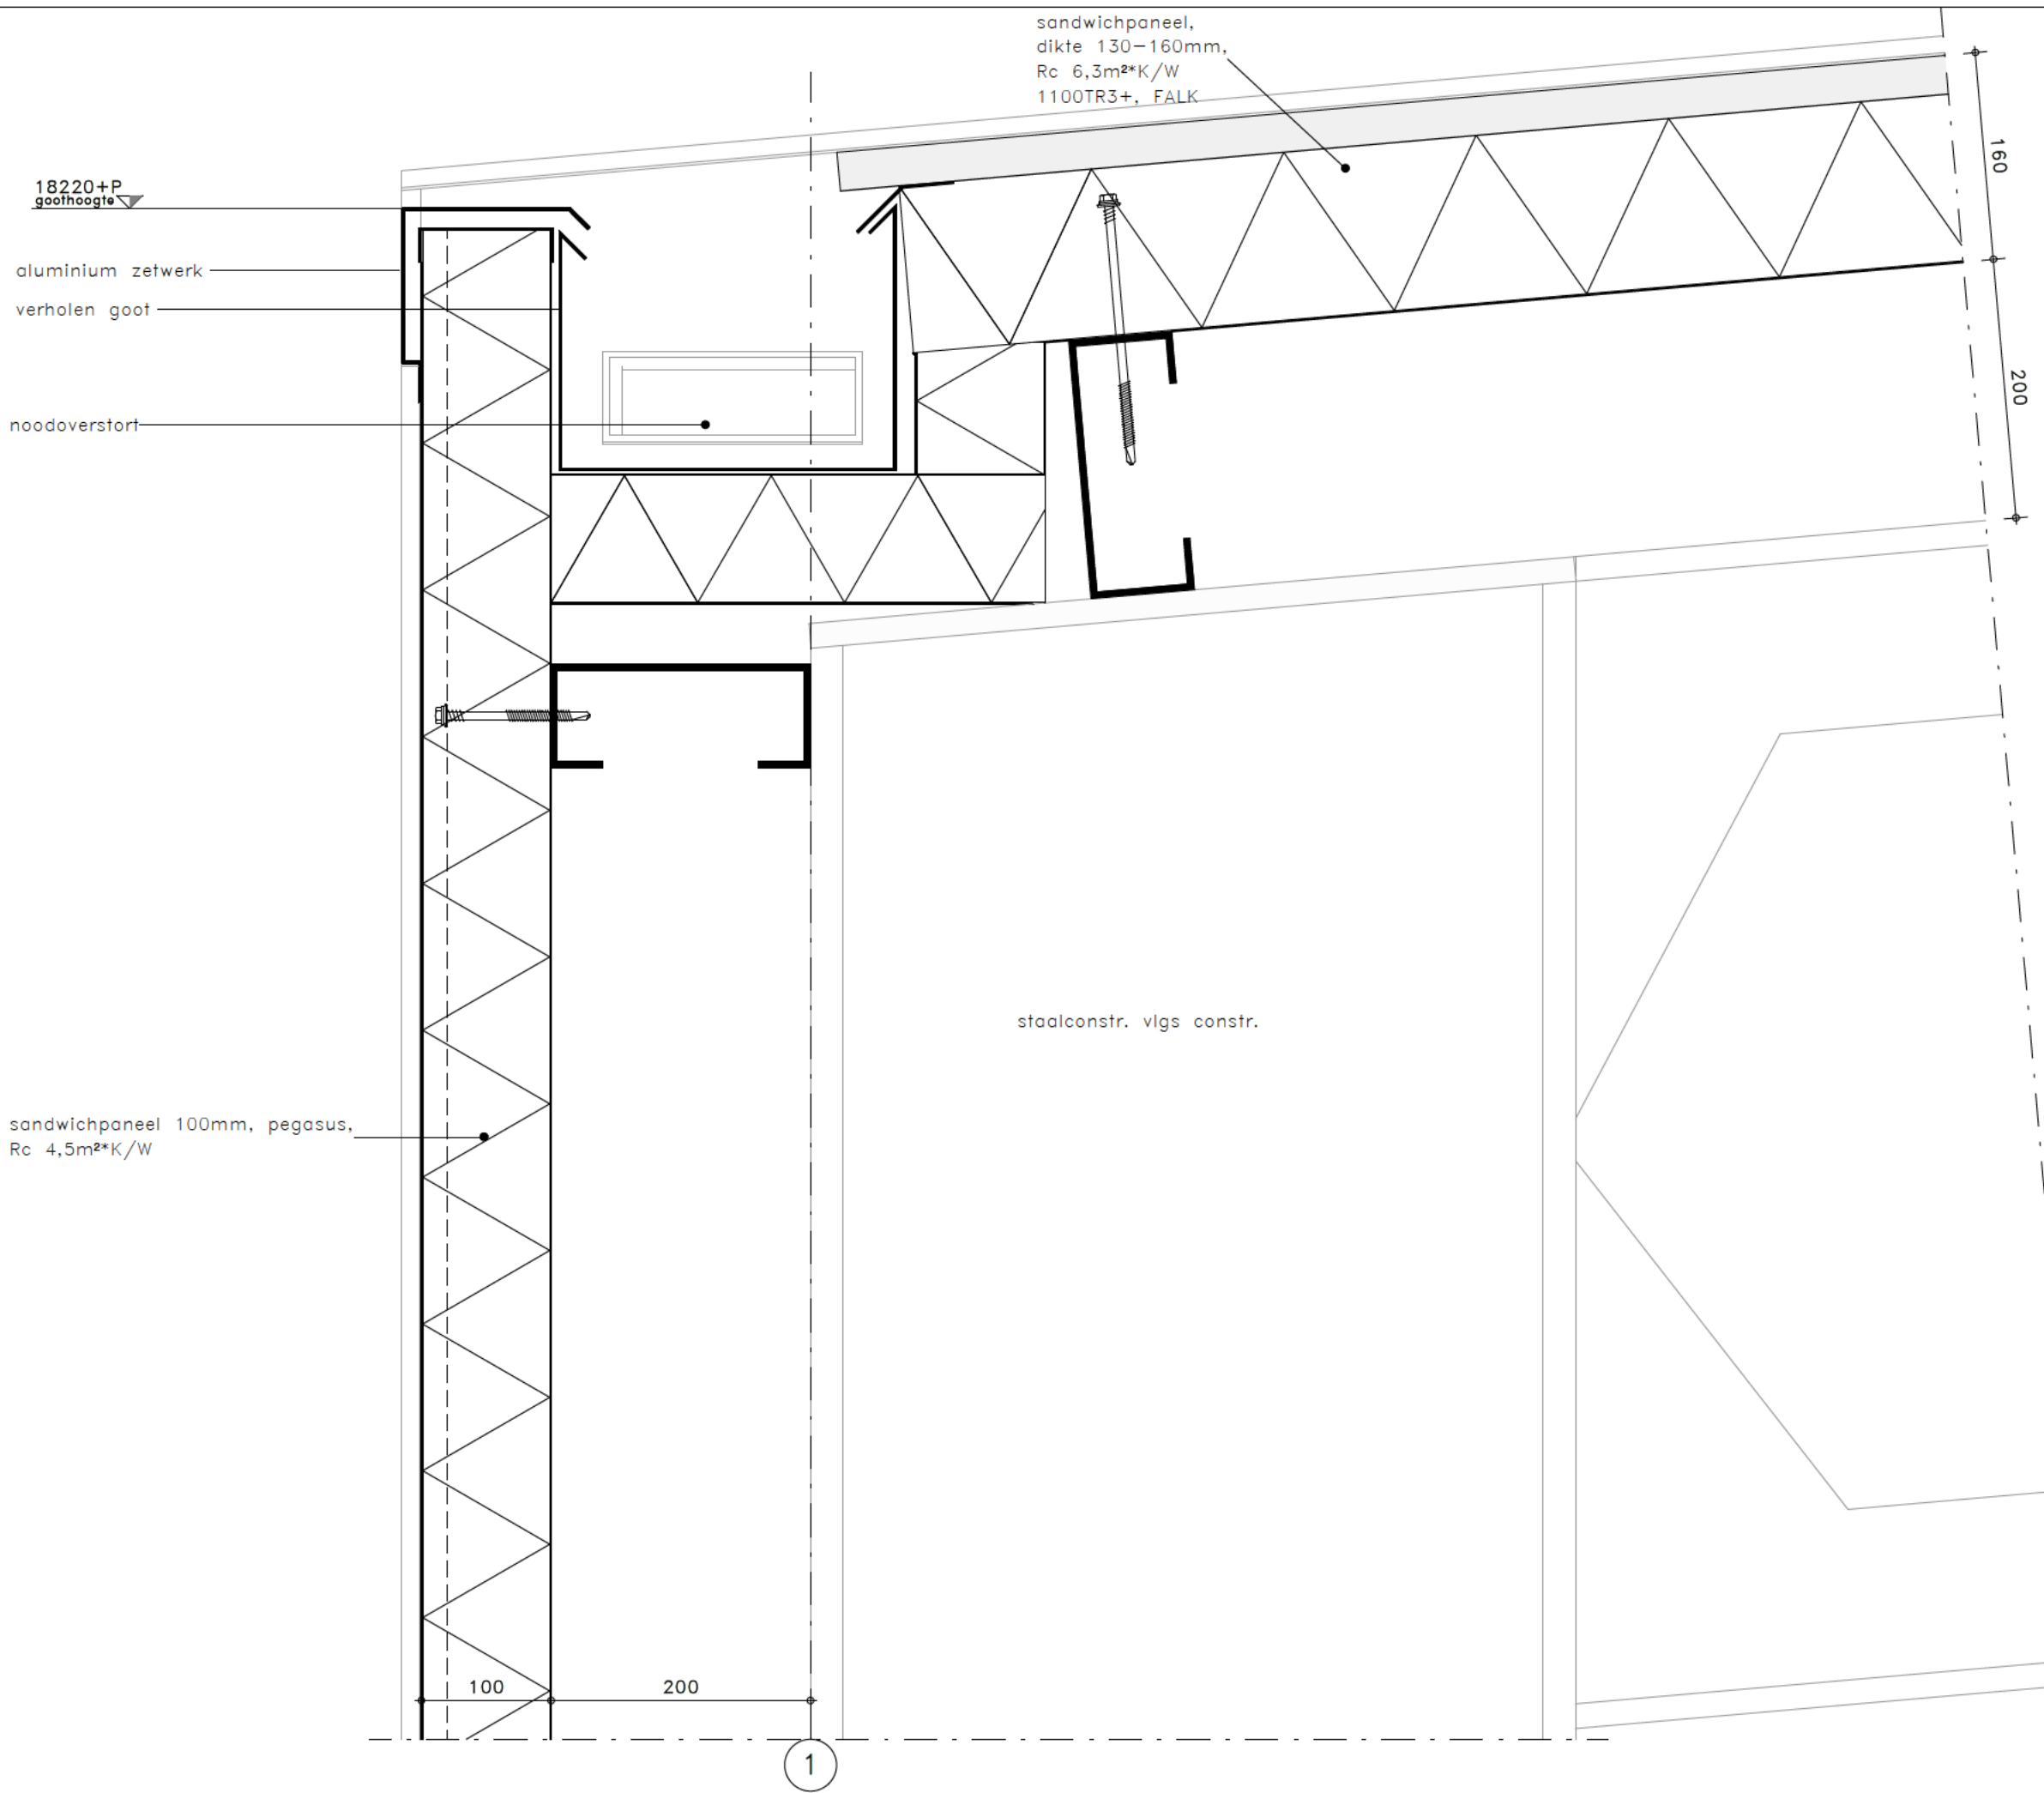 sandwichpaneel,
dikte 130-160mm,
Rc 6,3m²*K/W
1100TR3+, FALK
160
18220+P
goothoogte
aluminium zetwerk
verholen goot
200
noodoverstort
staalconstr. vlgs constr.
sandwichpaneel 100mm, pegasus,
Rc 4,5m²*K/W
100
200
1